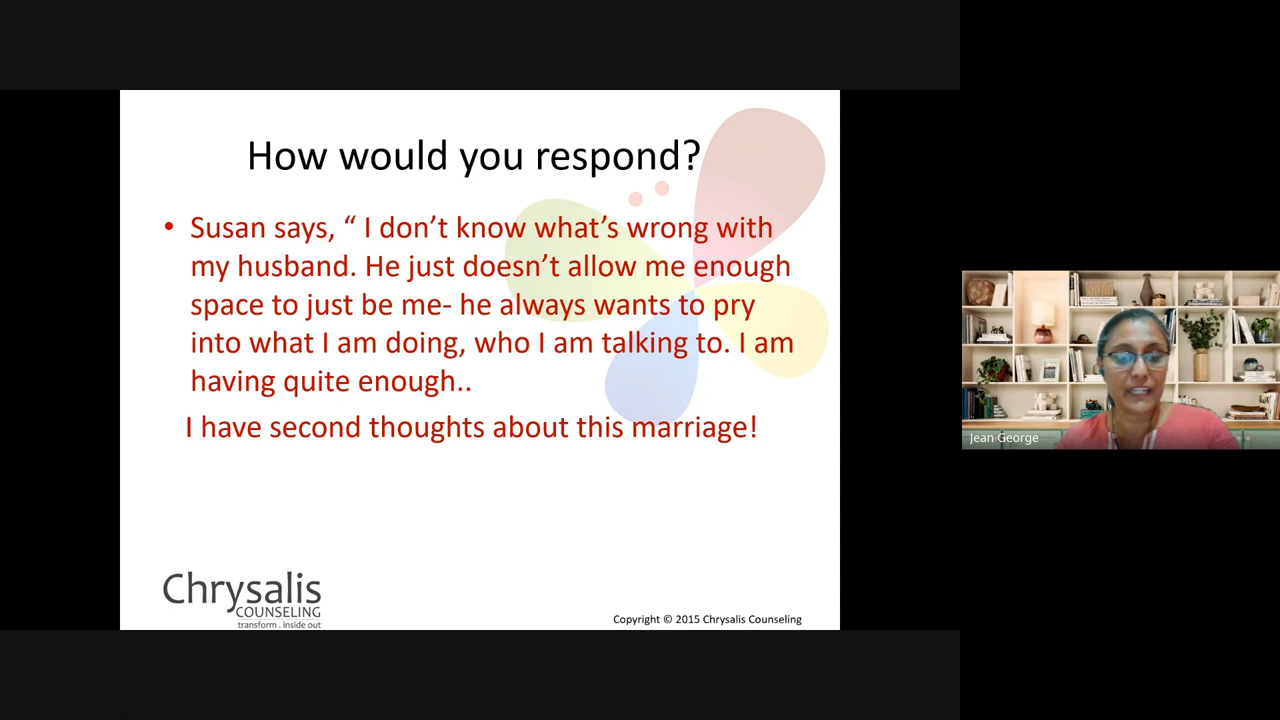 How would you respond?
• Susan says, “ I don’t know what’s wrong with
my husband. He just doesn’t allow me enough
space to just be me- he always wants to pry
into what I am doing, who I am talking to. I am
having quite enough..
I have second thoughts about this marriage!
Chrysalis
COUNSELING
transform . inside out
Copyright © 2015 Chrysalis Counseling
Jean George